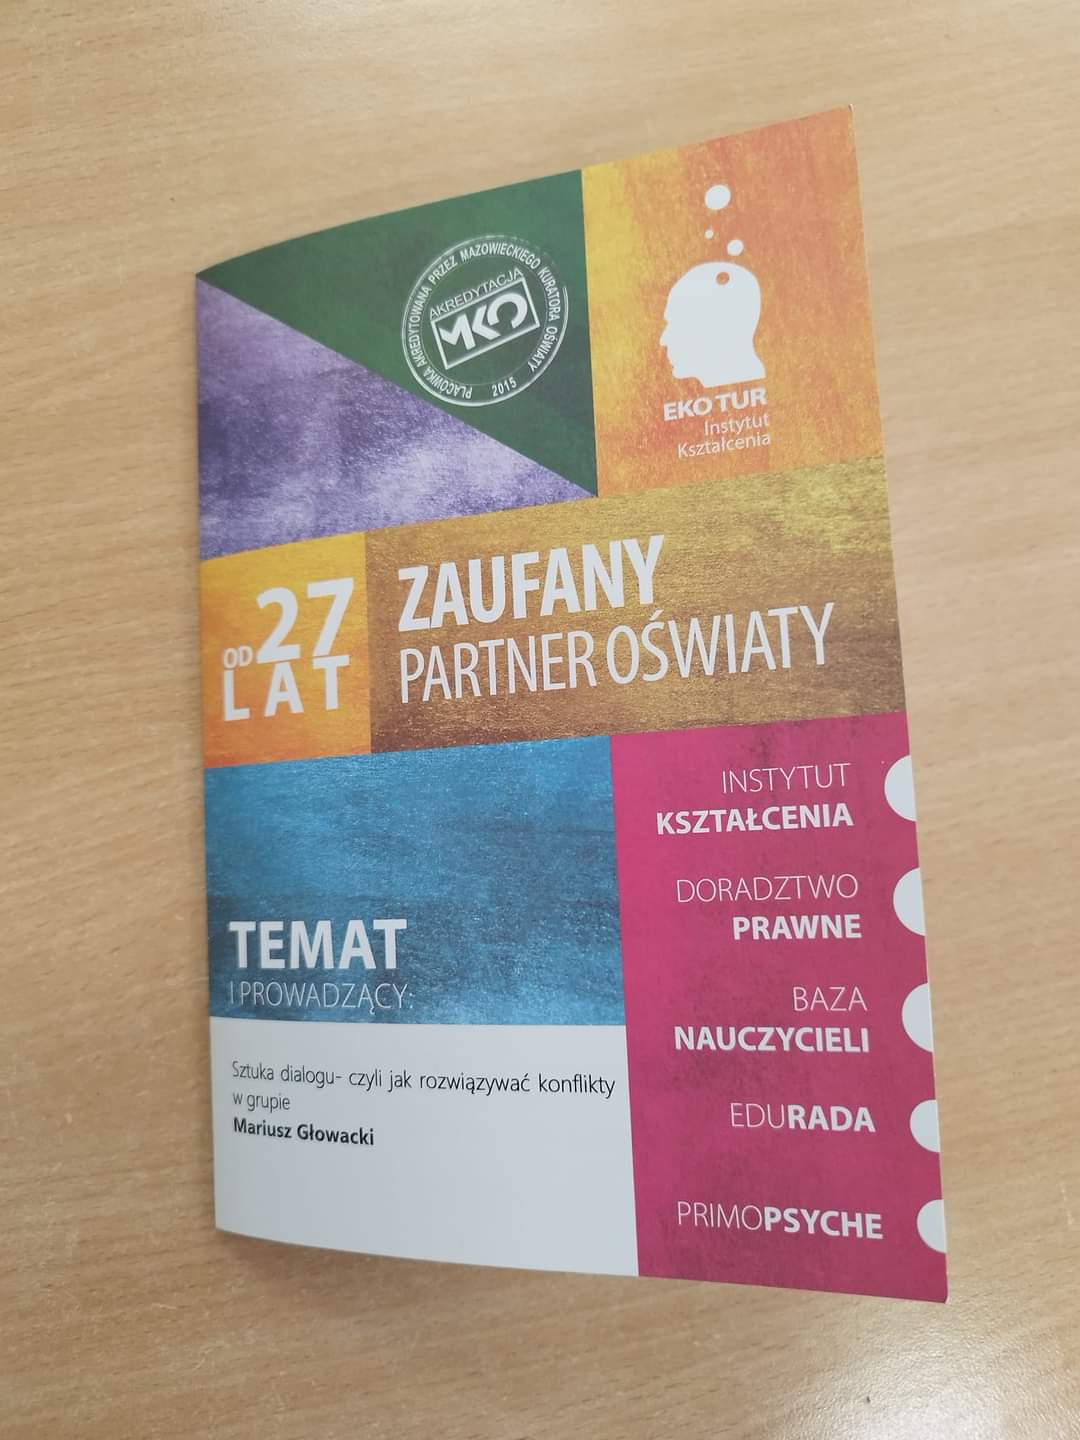 PLACÓWKA AKREDYTOWANA PRZEZ MAZOWIECKIEGO KURATORA OŚWIATY
AKREDYTACJA
MKO
2015
EKO TUR
Instytut
Kształcenia
OD 27
LAT
ZAUFANY
PARTNER OŚWIATY
INSTYTUT
KSZTAŁCENIA
DORADZTWO
PRAWNE
BAZA
NAUCZYCIELI
EDURADA
PRIMOPSYCHE
TEMAT
I PROWADZĄCY:
Sztuka dialogu- czyli jak rozwiązywać konflikty
w grupie
Mariusz Głowacki